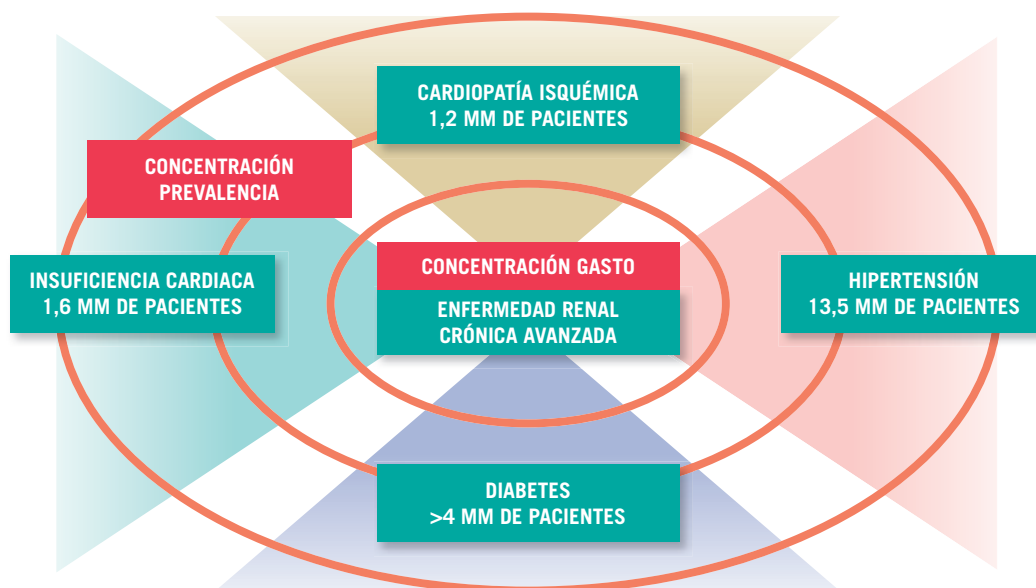 CARDIOPATÍA ISQUÉMICA
1,2 MM DE PACIENTES
CONCENTRACIÓN
PREVALENCIA
INSUFICIENCIA CARDIACA
1,6 MM DE PACIENTES
CONCENTRACIÓN GASTO
ENFERMEDAD RENAL
CRÓNICA AVANZADA
HIPERTENSIÓN
13,5 MM DE PACIENTES
DIABETES
>4 MM DE PACIENTES